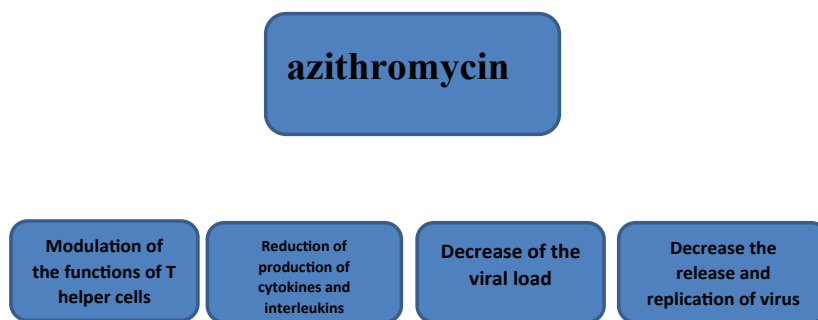 azithromycin
Modulation of
the functions of T
helper cells
Reduction of
production of
cytokines and
interleukins
Decrease of the
viral load
Decrease the
release and
replication of virus